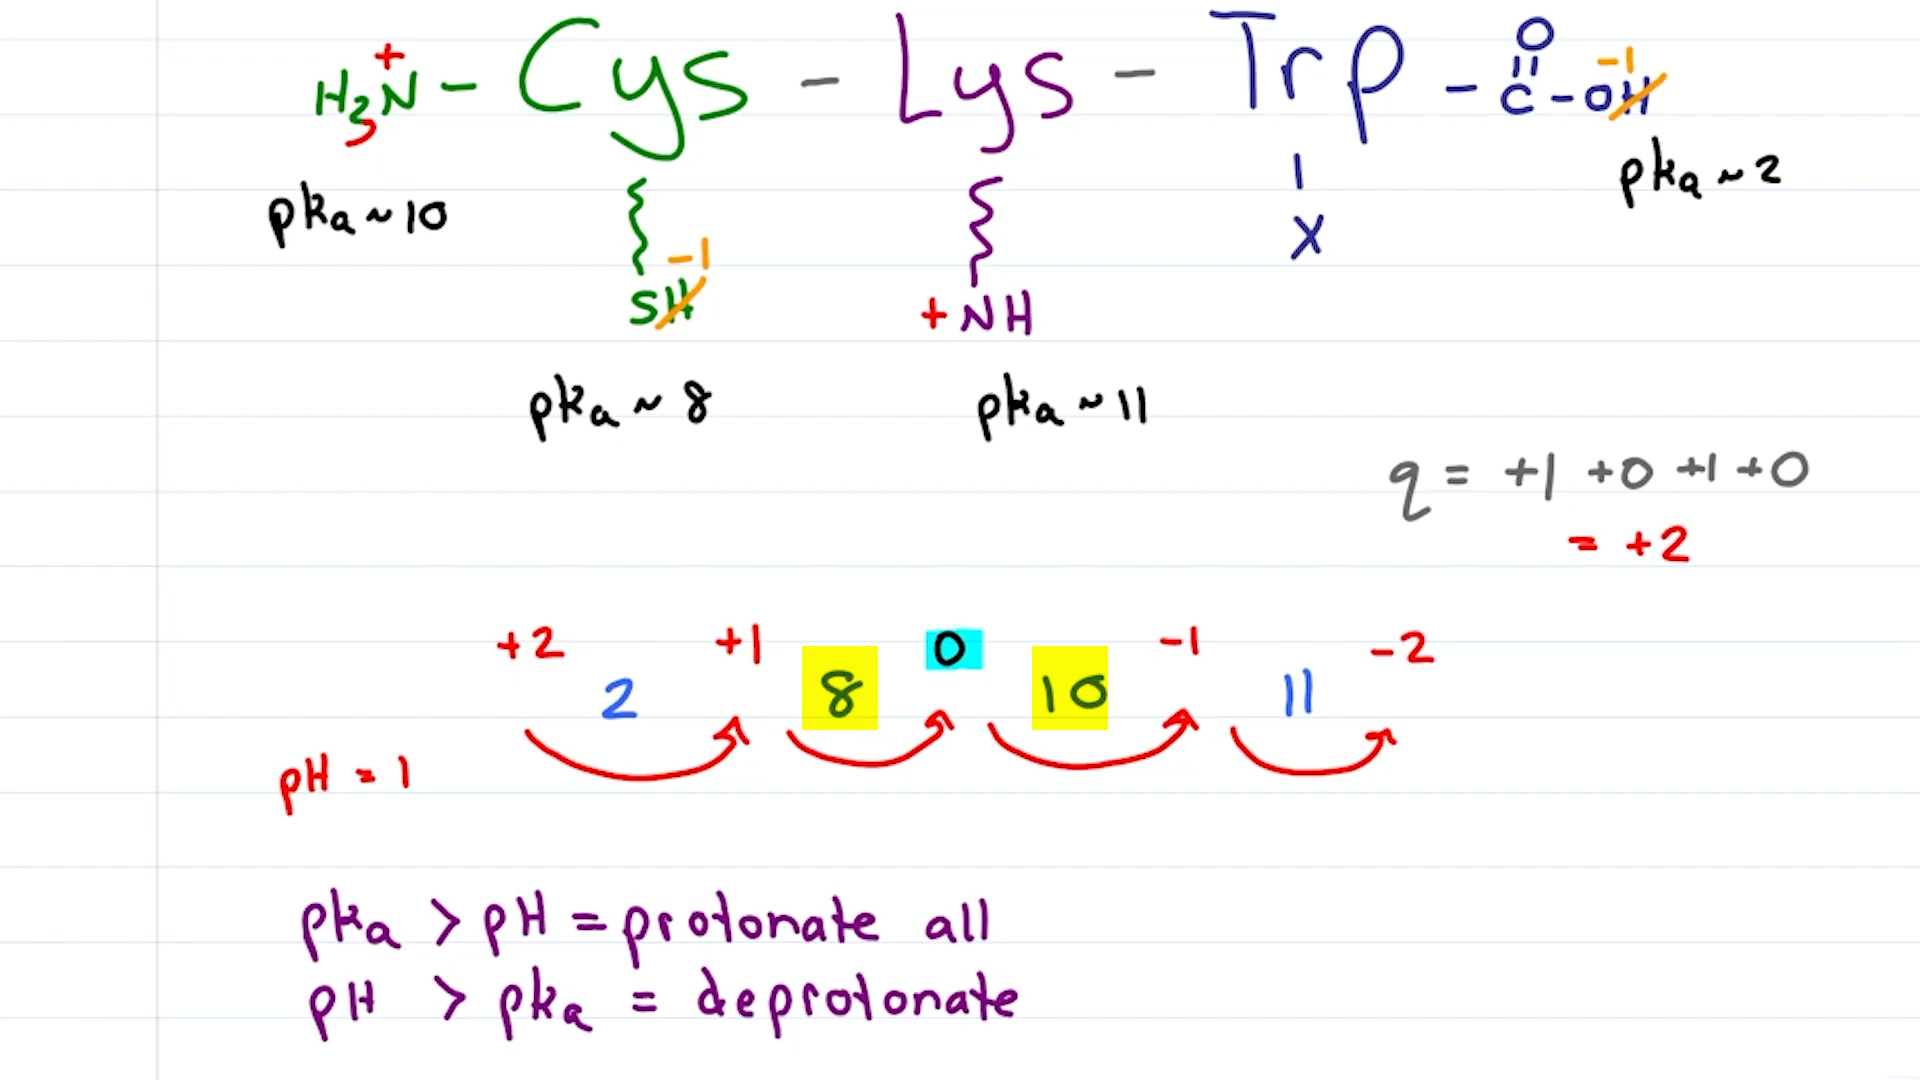 H3N+ - Cys - Lys - Trp - C - OH
O
-1
pka ~ 10
pka ~ 2
X
-1
SH
+NH
pka ~ 8
pka ~ 11
q = +1 +0 +1 +0
= +2
+2 +1 0 -1 -2
2 8 10 11
pH = 1
pka > pH = protonate all
pH > pka = deprotonate